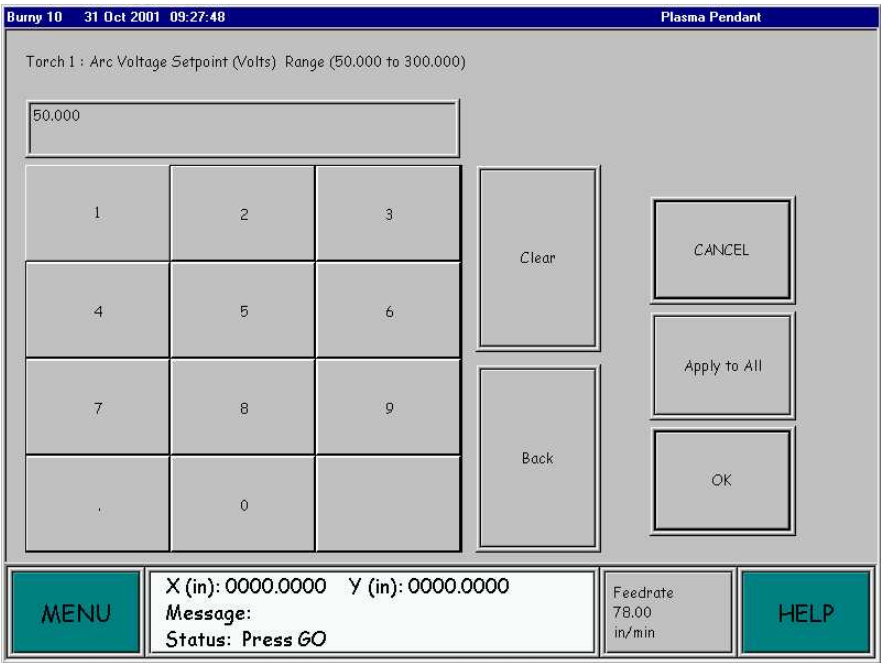 Burny 10 31 Oct 2001 09:27:48 Plasma Pendant
Torch 1 : Arc Voltage Setpoint (Volts) Range (50.000 to 300.000)
50.000
1 2 3
Clear
CANCEL
4 5 6
Apply to All
7 8 9
Back
OK
. 0
MENU
X (in): 0000.0000 Y (in): 0000.0000
Message:
Status: Press GO
Feedrate
78.00
in/min
HELP